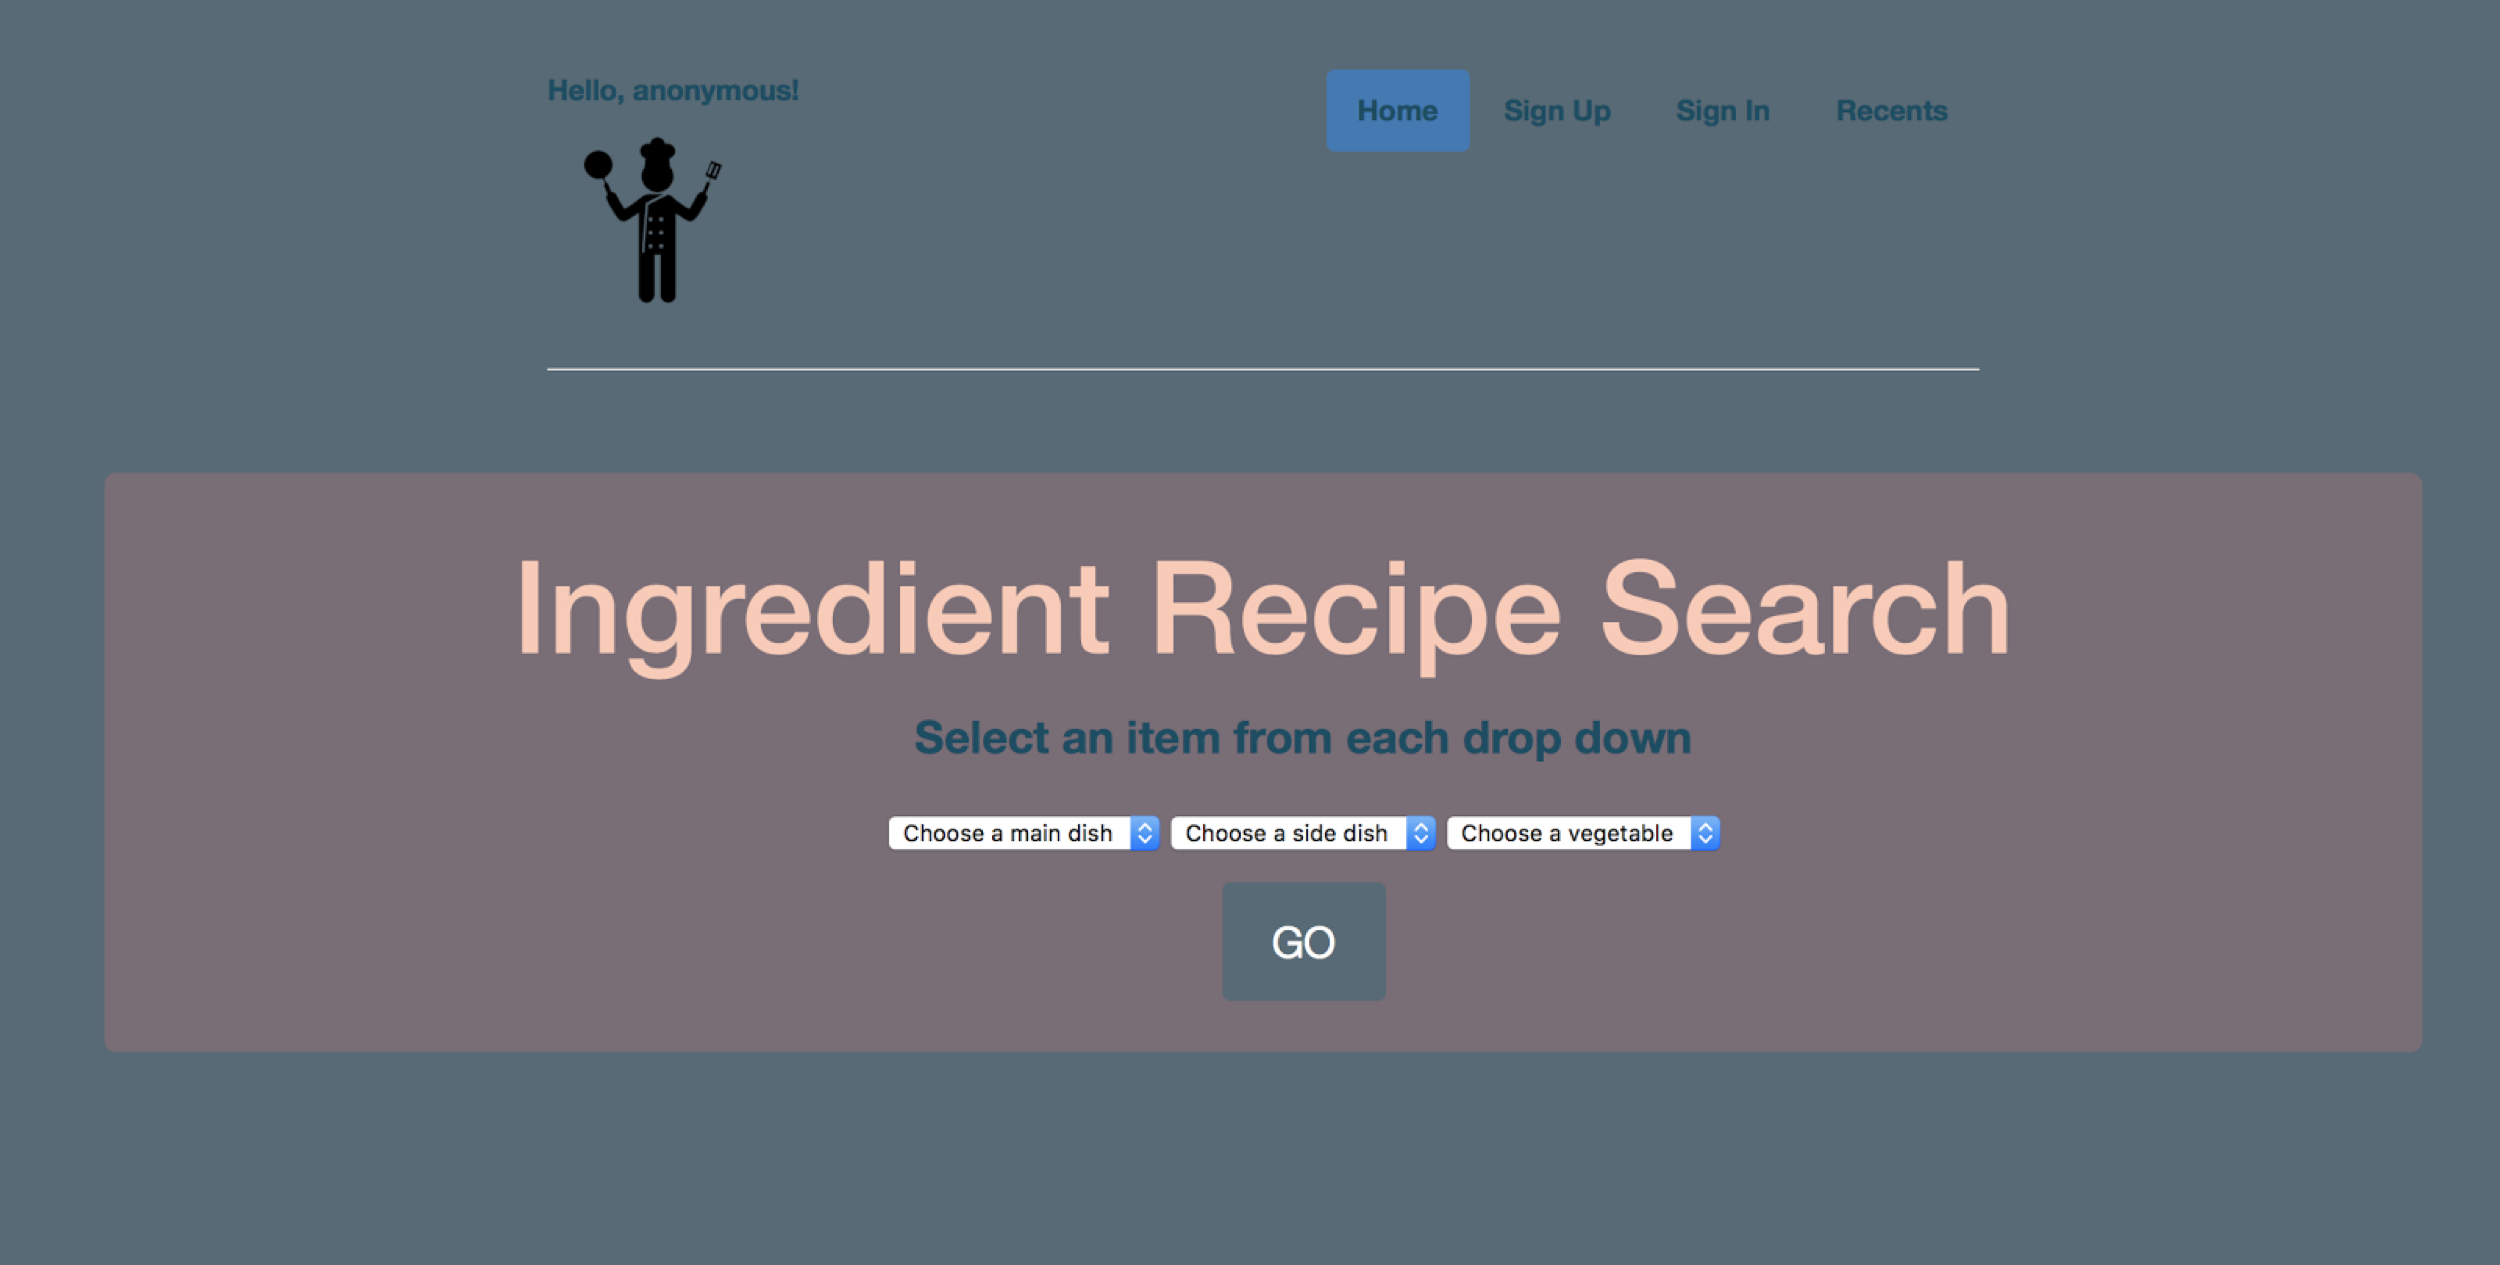 Hello, anonymous!
Home Sign Up Sign In Recents
Ingredient Recipe Search
Select an item from each drop down
Choose a main dish Choose a side dish Choose a vegetable
GO